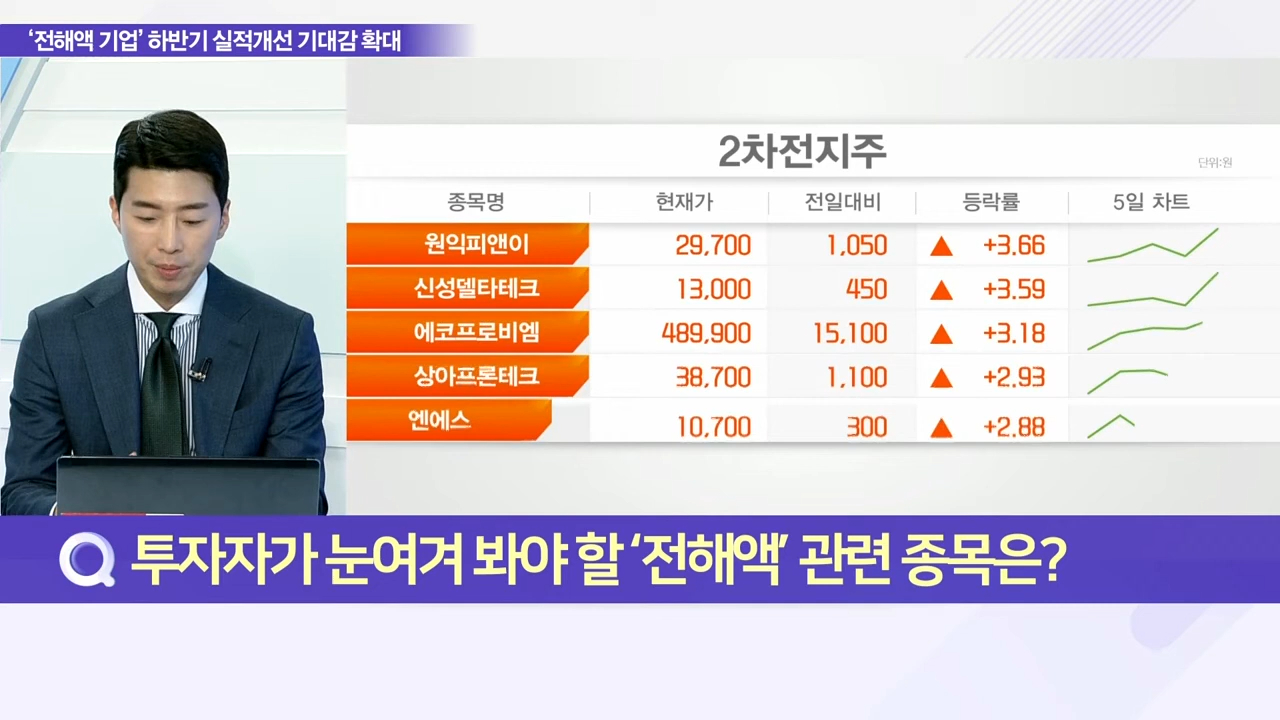 ‘전해액 기업’ 하반기 실적개선 기대감 확대
2차전지주
단위:원
종목명 현재가 전일대비 등락률 5일 차트
원익피앤이 29,700 1,050 ▲ +3.66
신성델타테크 13,000 450 ▲ +3.59
에코프로비엠 489,900 15,100 ▲ +3.18
상아프론테크 38,700 1,100 ▲ +2.93
엔에스 10,700 300 ▲ +2.88
Q 투자자가 눈여겨 봐야 할 ‘전해액’ 관련 종목은?